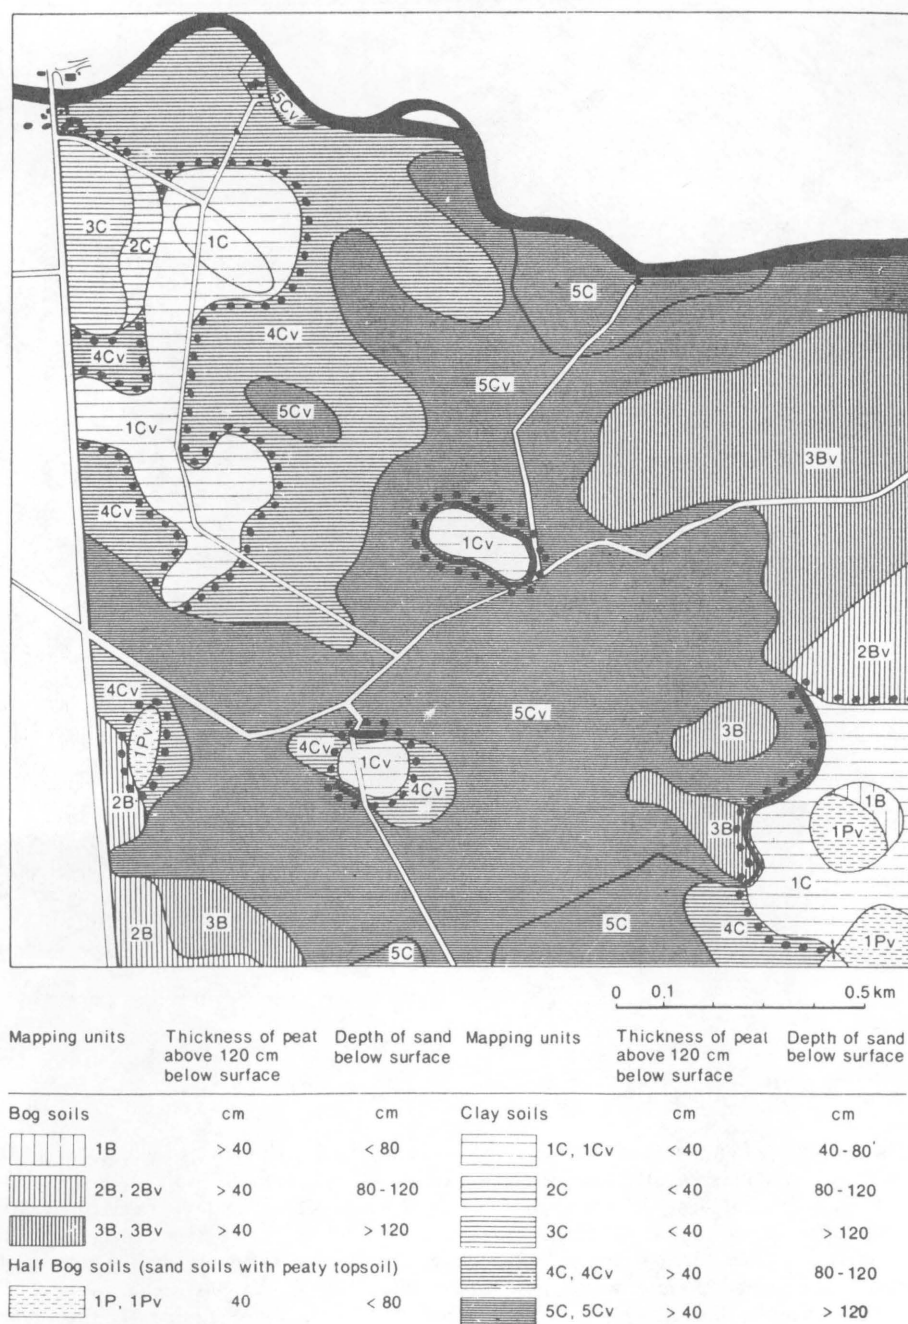 5Cv
3C
2C
1C
5C
4Cv
4Cv
5Cv
5Cv
1Cv
3Bv
4Cv
1Cv
2Bv
4Cv
5Cv
3B
1Pv
4Cv
1Cv
4Cv
1B
2B
3B
1Pv
1C
2B
3B
5C
4C
1Pv
5C
0 0.1 0.5 km
Mapping units Thickness of peat above 120 cm below surface Depth of sand below surface Mapping units Thickness of peat above 120 cm below surface Depth of sand below surface
Bog soils cm cm Clay soils cm cm
1B > 40 < 80 1C, 1Cv < 40 40 - 80
2B, 2Bv > 40 80 - 120 2C < 40 80 - 120
3B, 3Bv > 40 > 120 3C < 40 > 120
Half Bog soils (sand soils with peaty topsoil) 4C, 4Cv > 40 80 - 120
1P, 1Pv 40 < 80 5C, 5Cv > 40 > 120